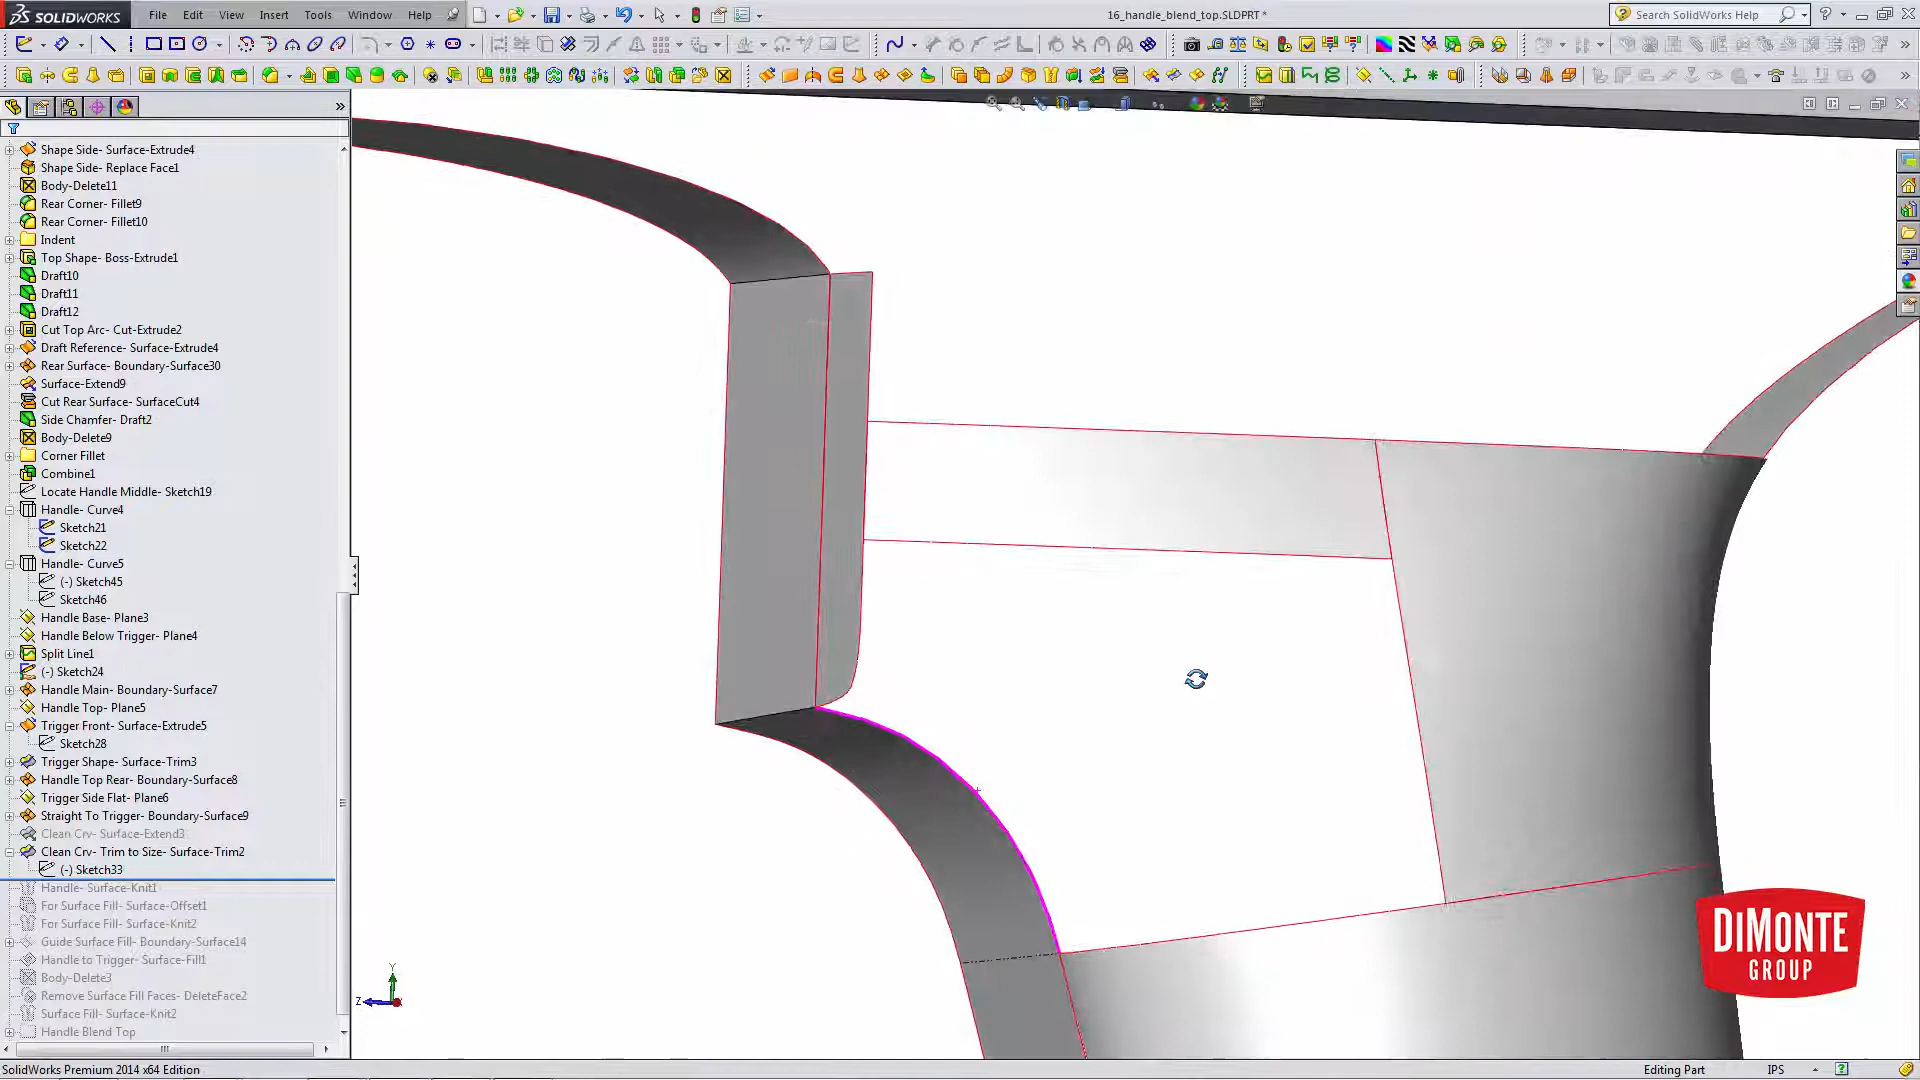 SOLIDWORKS
File Edit View Insert Tools Window Help
16_handle_blend_top.SLDPRT *
Search SolidWorks Help
Shape Side- Surface-Extrude4
Shape Side- Replace Face1
Body-Delete11
Rear Corner- Fillet9
Rear Corner- Fillet10
Indent
Top Shape- Boss-Extrude1
Draft10
Draft11
Draft12
Cut Top Arc- Cut-Extrude2
Draft Reference- Surface-Extrude4
Rear Surface- Boundary-Surface30
Surface-Extend9
Cut Rear Surface- SurfaceCut4
Side Chamfer- Draft2
Body-Delete9
Corner Fillet
Combine1
Locate Handle Middle- Sketch19
Handle- Curve4
Sketch21
Sketch22
Handle- Curve5
(-) Sketch45
Sketch46
Handle Base- Plane3
Handle Below Trigger- Plane4
Split Line1
(-) Sketch24
Handle Main- Boundary-Surface7
Handle Top- Plane5
Trigger Front- Surface-Extrude5
Sketch28
Trigger Shape- Surface-Trim3
Handle Top Rear- Boundary-Surface8
Trigger Side Flat- Plane6
Straight To Trigger- Boundary-Surface9
Clean Crv- Surface-Extend3
Clean Crv- Trim to Size- Surface-Trim2
(-) Sketch33
Handle- Surface-Knit1
For Surface Fill- Surface-Offset1
For Surface Fill- Surface-Knit2
Guide Surface Fill- Boundary-Surface14
Handle to Trigger- Surface-Fill1
Body-Delete3
Remove Surface Fill Faces- DeleteFace2
Surface Fill- Surface-Knit2
Handle Blend Top
Y
Z
DIMONTE
GROUP
SolidWorks Premium 2014 x64 Edition
Editing Part
IPS